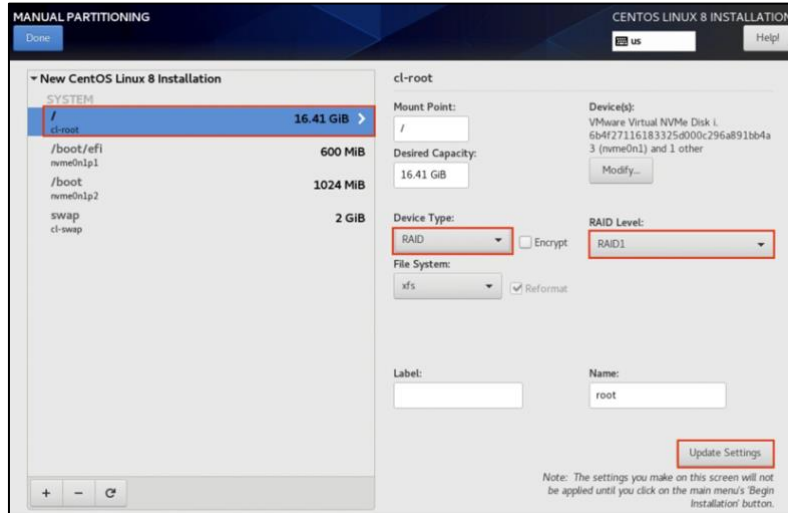 MANUAL PARTITIONING
CENTOS LINUX 8 INSTALLATION
Done
us
Help!
New CentOS Linux 8 Installation
SYSTEM
/
16.41 GiB
cl-root
/boot/efi
600 MiB
nvme0n1p1
/boot
1024 MiB
nvme0n1p2
swap
2 GiB
cl-swap
cl-root
Mount Point:
/
Desired Capacity:
16.41 GiB
Device(s):
VMware Virtual NVMe Disk i.
6b4f27116183325d000c296a891bb4a
3 (nvme0n1) and 1 other
Modify...
Device Type:
RAID
Encrypt
RAID Level:
RAID1
File System:
xfs
Reformat
Label:
Name:
root
Update Settings
Note: The settings you make on this screen will not
be applied until you click on the main menu's 'Begin
Installation' button.
+ −